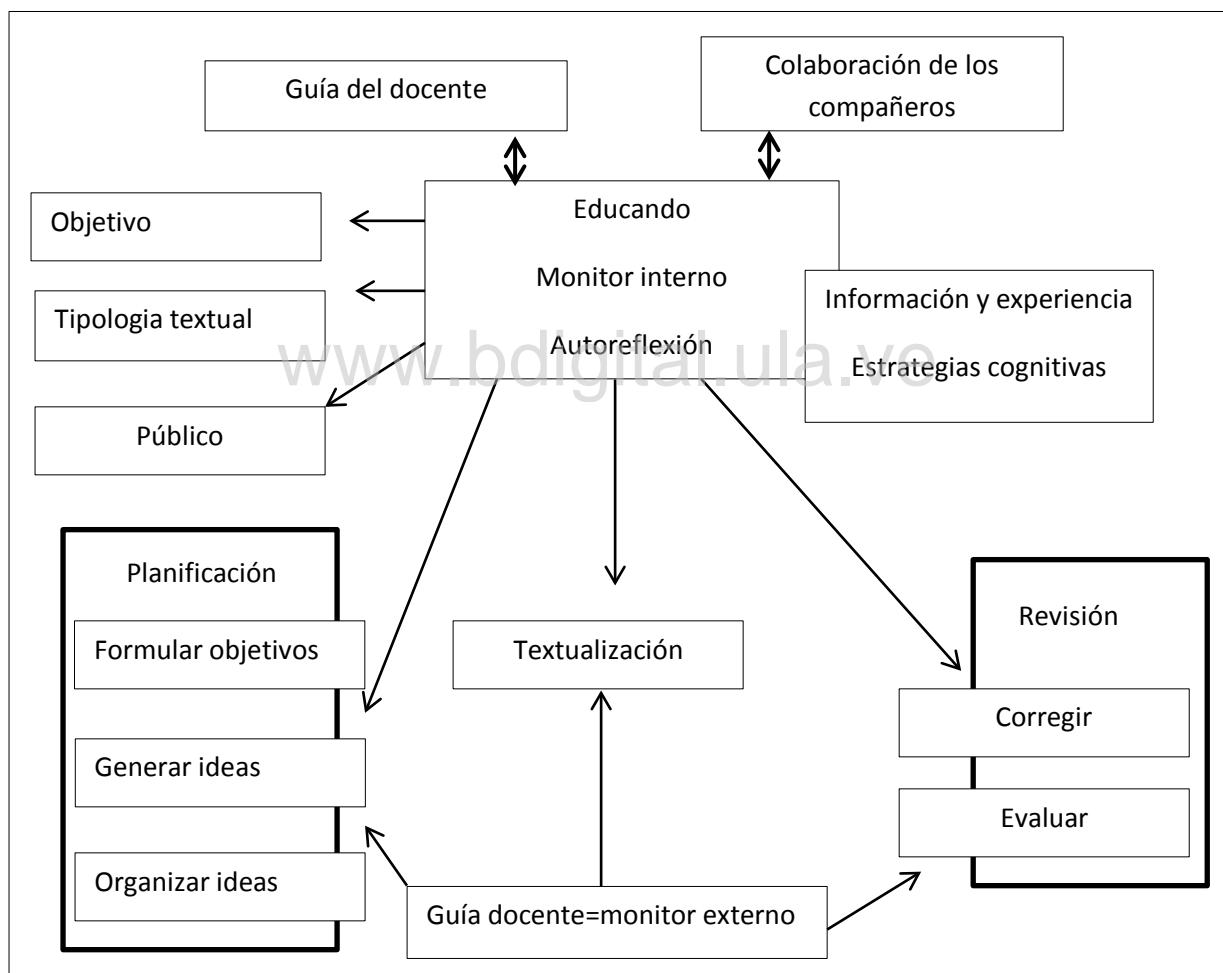 Guía del docente
Colaboración de los
compañeros
Educando
Monitor interno
Autoreflexión
Objetivo
Tipologia textual
Público
Información y experiencia
Estrategias cognitivas
www.bdigital.ula.ve
Planificación
Formular objetivos
Generar ideas
Organizar ideas
Textualización
Revisión
Corregir
Evaluar
Guía docente=monitor externo